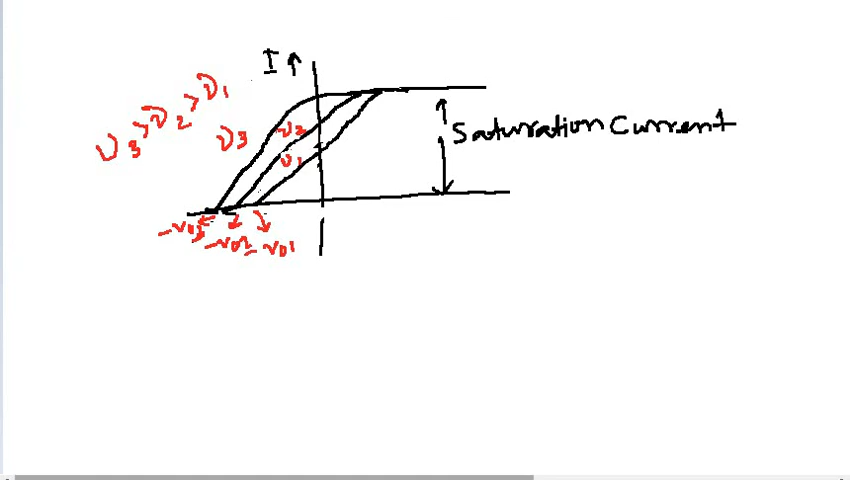 I ↑
ν3 > ν2 > ν1
ν3
ν2
ν1
Saturation Current
-v03
-v02
-v01